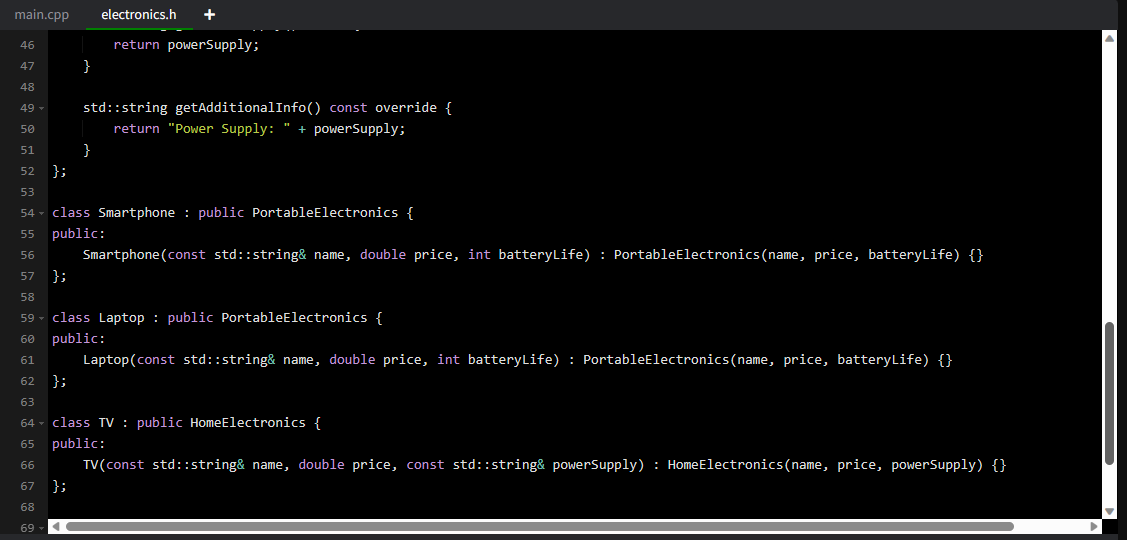 main.cpp electronics.h +
46 return powerSupply;
47 }
48
49 std::string getAdditionalInfo() const override {
50 return "Power Supply: " + powerSupply;
51 }
52 };
53
54 class Smartphone : public PortableElectronics {
55 public:
56 Smartphone(const std::string& name, double price, int batteryLife) : PortableElectronics(name, price, batteryLife) {}
57 };
58
59 class Laptop : public PortableElectronics {
60 public:
61 Laptop(const std::string& name, double price, int batteryLife) : PortableElectronics(name, price, batteryLife) {}
62 };
63
64 class TV : public HomeElectronics {
65 public:
66 TV(const std::string& name, double price, const std::string& powerSupply) : HomeElectronics(name, price, powerSupply) {}
67 };
68
69